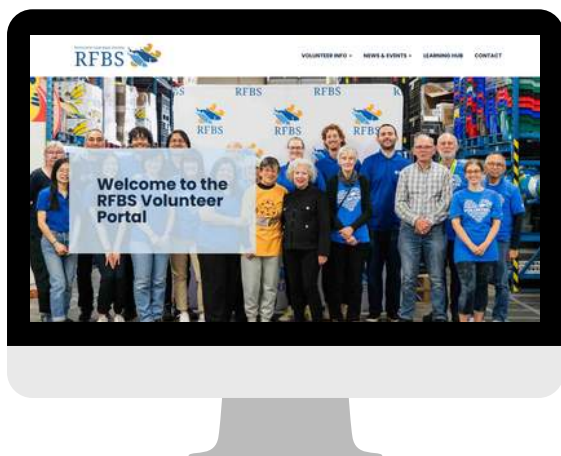 RFBS
VOLUNTEER INFO
NEWS & EVENTS
LEARNING HUB
CONTACT
RFBS
RFBS
RFBS
RFBS
RFBS
Welcome to the
RFBS Volunteer
Portal